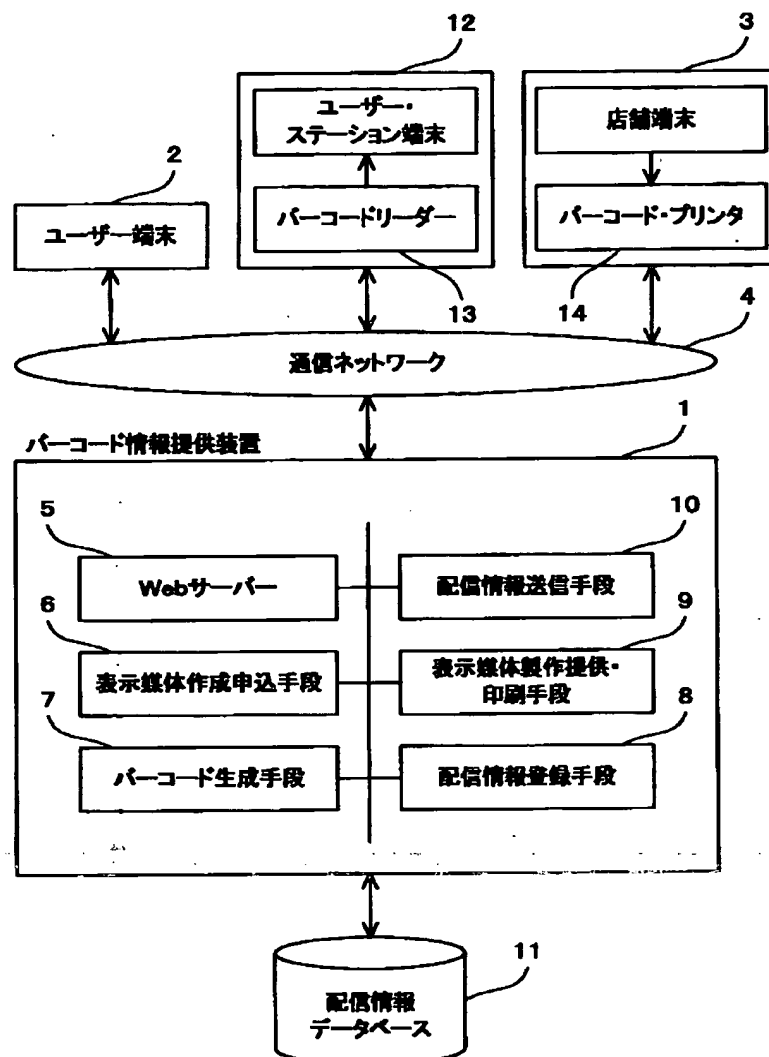 12
3
ユーザー・
ステーション端末
店舗端末
2
ユーザー端末
バーコードリーダー
バーコード・プリンタ
13
14
4
通信ネットワーク
バーコード情報提供装置
1
5
10
Webサーバー
配信情報送信手段
6
9
表示媒体作成申込手段
表示媒体製作提供・
印刷手段
7
8
バーコード生成手段
配信情報登録手段
11
配信情報
データベース